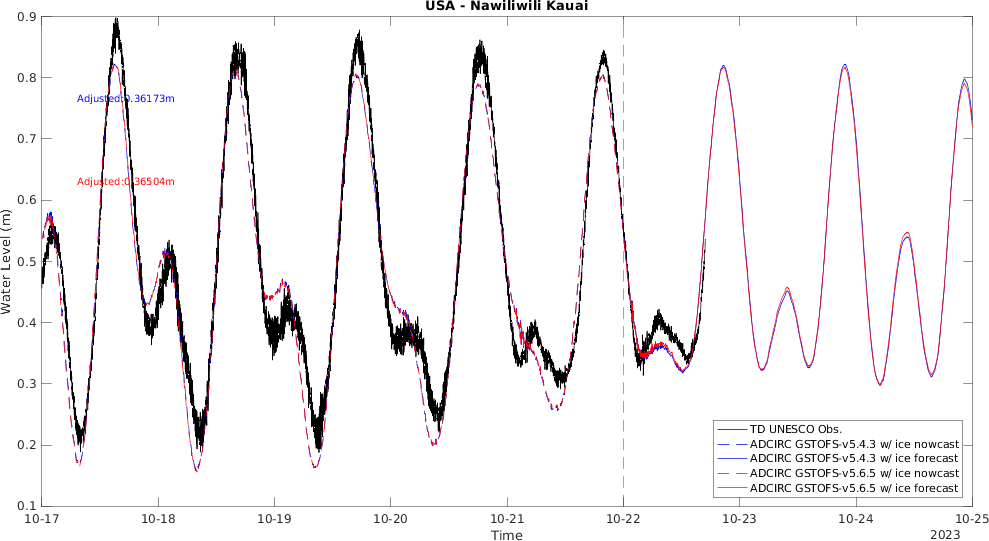 USA - Nawiliwili Kauai
0.9
0.8
0.7
0.6
0.5
0.4
0.3
0.2
0.1
Water Level (m)
Adjusted:0.36173m
Adjusted:0.36504m
TD UNESCO Obs.
ADCIRC GSTOFS-v5.4.3 w/ ice nowcast
ADCIRC GSTOFS-v5.4.3 w/ ice forecast
ADCIRC GSTOFS-v5.6.5 w/ ice nowcast
ADCIRC GSTOFS-v5.6.5 w/ ice forecast
10-17 10-18 10-19 10-20 10-21 10-22 10-23 10-24 10-25
Time
2023